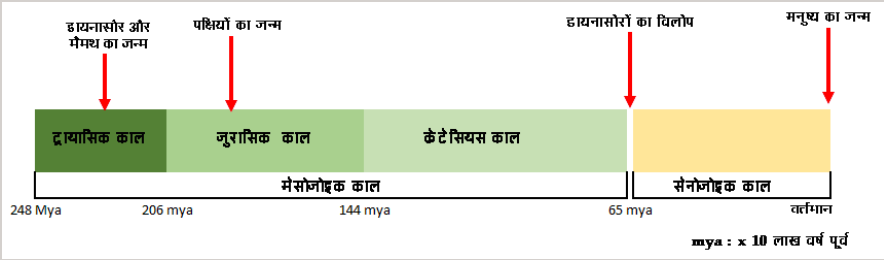 डायनासोर और
मैमथ का जन्म
पक्षियों का जन्म
डायनासोरों का विलोप
मनुष्य का जन्म
ट्रायासिक काल
जुरासिक काल
क्रेटेसियस काल
मेसोजोइक काल
सेनोजोइक काल
248 Mya
206 mya
144 mya
65 mya
वर्तमान
mya : x 10 लाख वर्ष पूर्व